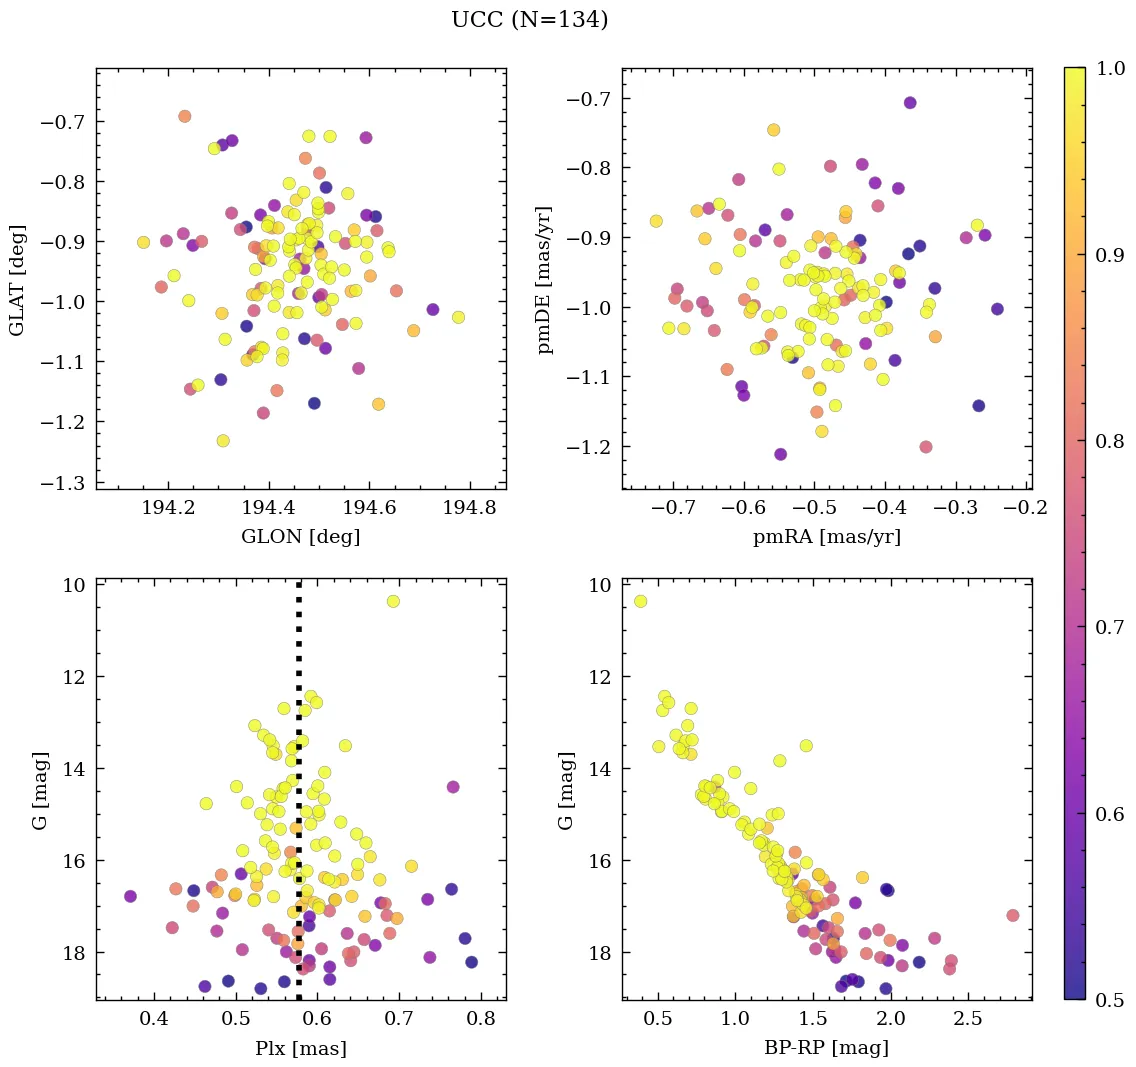 UCC (N=134)
−0.7
−0.8
−0.9
−1.0
−1.1
−1.2
−1.3
GLAT [deg]
194.2 194.4 194.6 194.8
GLON [deg]
−0.7
−0.8
−0.9
−1.0
−1.1
−1.2
pmDE [mas/yr]
−0.7 −0.6 −0.5 −0.4 −0.3 −0.2
pmRA [mas/yr]
10
12
14
16
18
G [mag]
0.4 0.5 0.6 0.7 0.8
Plx [mas]
10
12
14
16
18
G [mag]
0.5 1.0 1.5 2.0 2.5
BP-RP [mag]
1.0
0.9
0.8
0.7
0.6
0.5